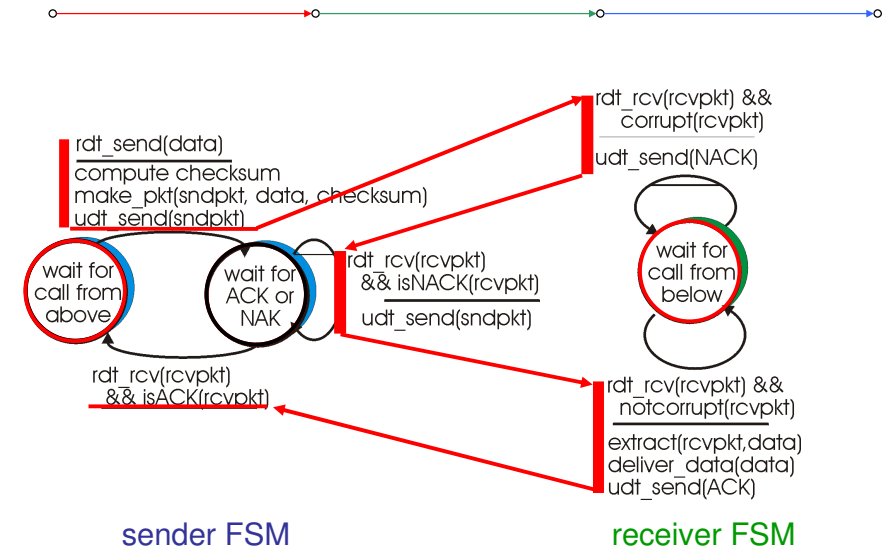 rdt_rcv(rcvpkt) &&
corrupt(rcvpkt)
udt_send(NACK)
rdt_send(data)
compute checksum
make_pkt(sndpkt, data, checksum)
udt_send(sndpkt)
wait for
call from
above
wait for
ACK or
NAK
rdt_rcv(rcvpkt)
&& isNACK(rcvpkt)
udt_send(sndpkt)
wait for
call from
below
rdt_rcv(rcvpkt)
&& isACK(rcvpkt)
rdt_rcv(rcvpkt) &&
notcorrupt(rcvpkt)
extract(rcvpkt,data)
deliver_data(data)
udt_send(ACK)
sender FSM
receiver FSM